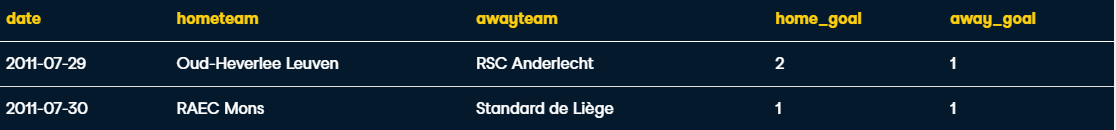 date hometeam awayteam home_goal away_goal
2011-07-29 Oud-Heverlee Leuven RSC Anderlecht 2 1
2011-07-30 RAEC Mons Standard de Liège 1 1